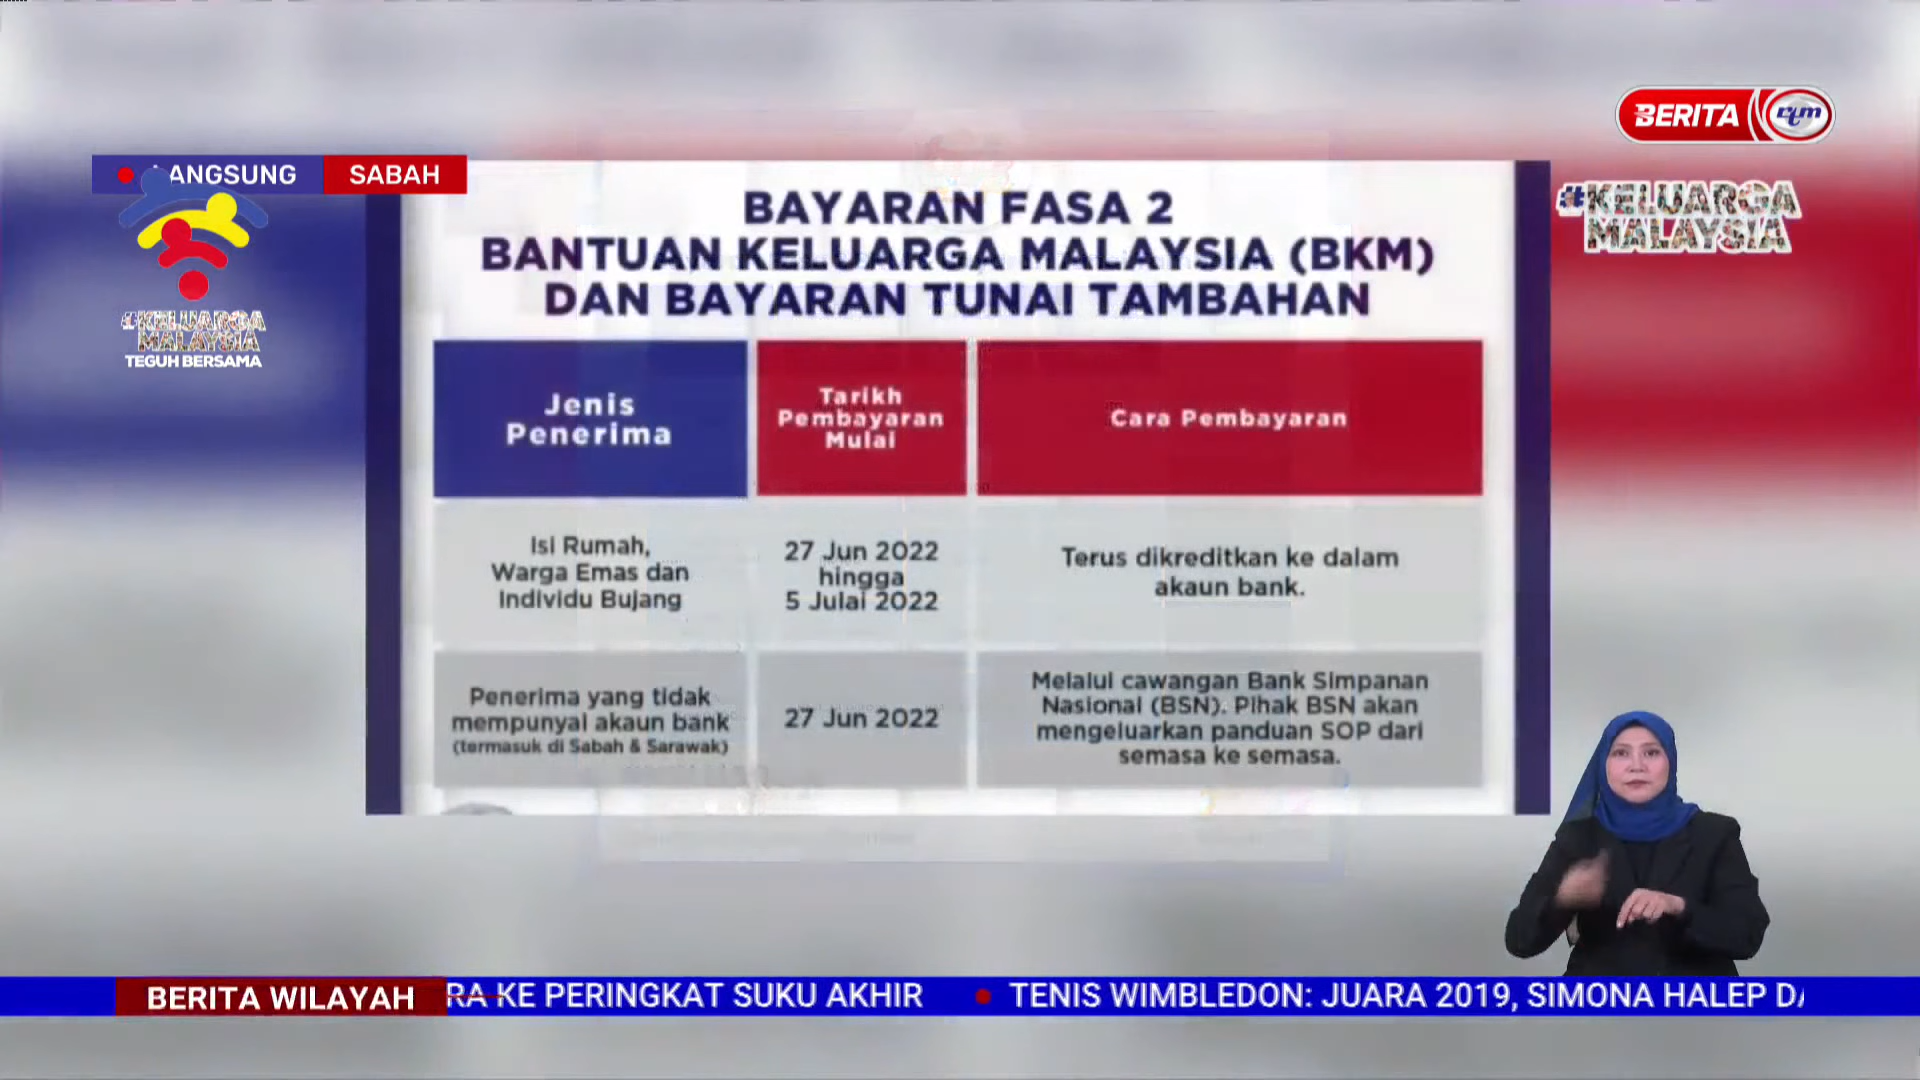 BERITA rtm
LANGSUNG SABAH
#KELUARGA
MALAYSIA
#KELUARGA
MALAYSIA
TEGUH BERSAMA
BAYARAN FASA 2
BANTUAN KELUARGA MALAYSIA (BKM)
DAN BAYARAN TUNAI TAMBAHAN
Jenis
Penerima
Tarikh
Pembayaran
Mulai
Cara Pembayaran
Isi Rumah,
Warga Emas dan
Individu Bujang
27 Jun 2022
hingga
5 Julai 2022
Terus dikreditkan ke dalam
akaun bank.
Penerima yang tidak
mempunyai akaun bank
(termasuk di Sabah & Sarawak)
27 Jun 2022
Melalui cawangan Bank Simpanan
Nasional (BSN). Pihak BSN akan
mengeluarkan panduan SOP dari
semasa ke semasa.
BERITA WILAYAH RA KE PERINGKAT SUKU AKHIR • TENIS WIMBLEDON: JUARA 2019, SIMONA HALEP DA